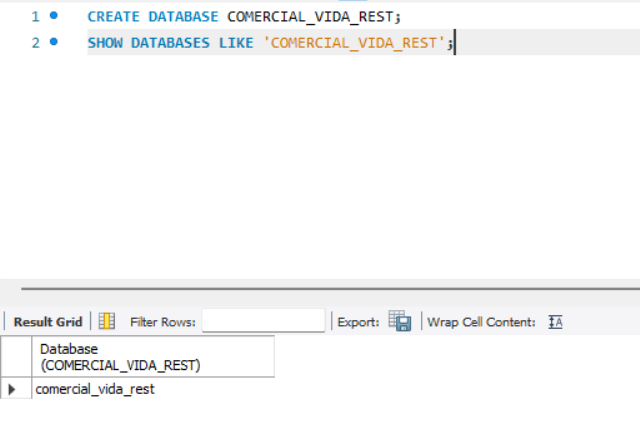 1 CREATE DATABASE COMERCIAL_VIDA_REST;
2 SHOW DATABASES LIKE 'COMERCIAL_VIDA_REST';
Result Grid Filter Rows: Export: Wrap Cell Content: IA
Database
(COMERCIAL_VIDA_REST)
comercial_vida_rest